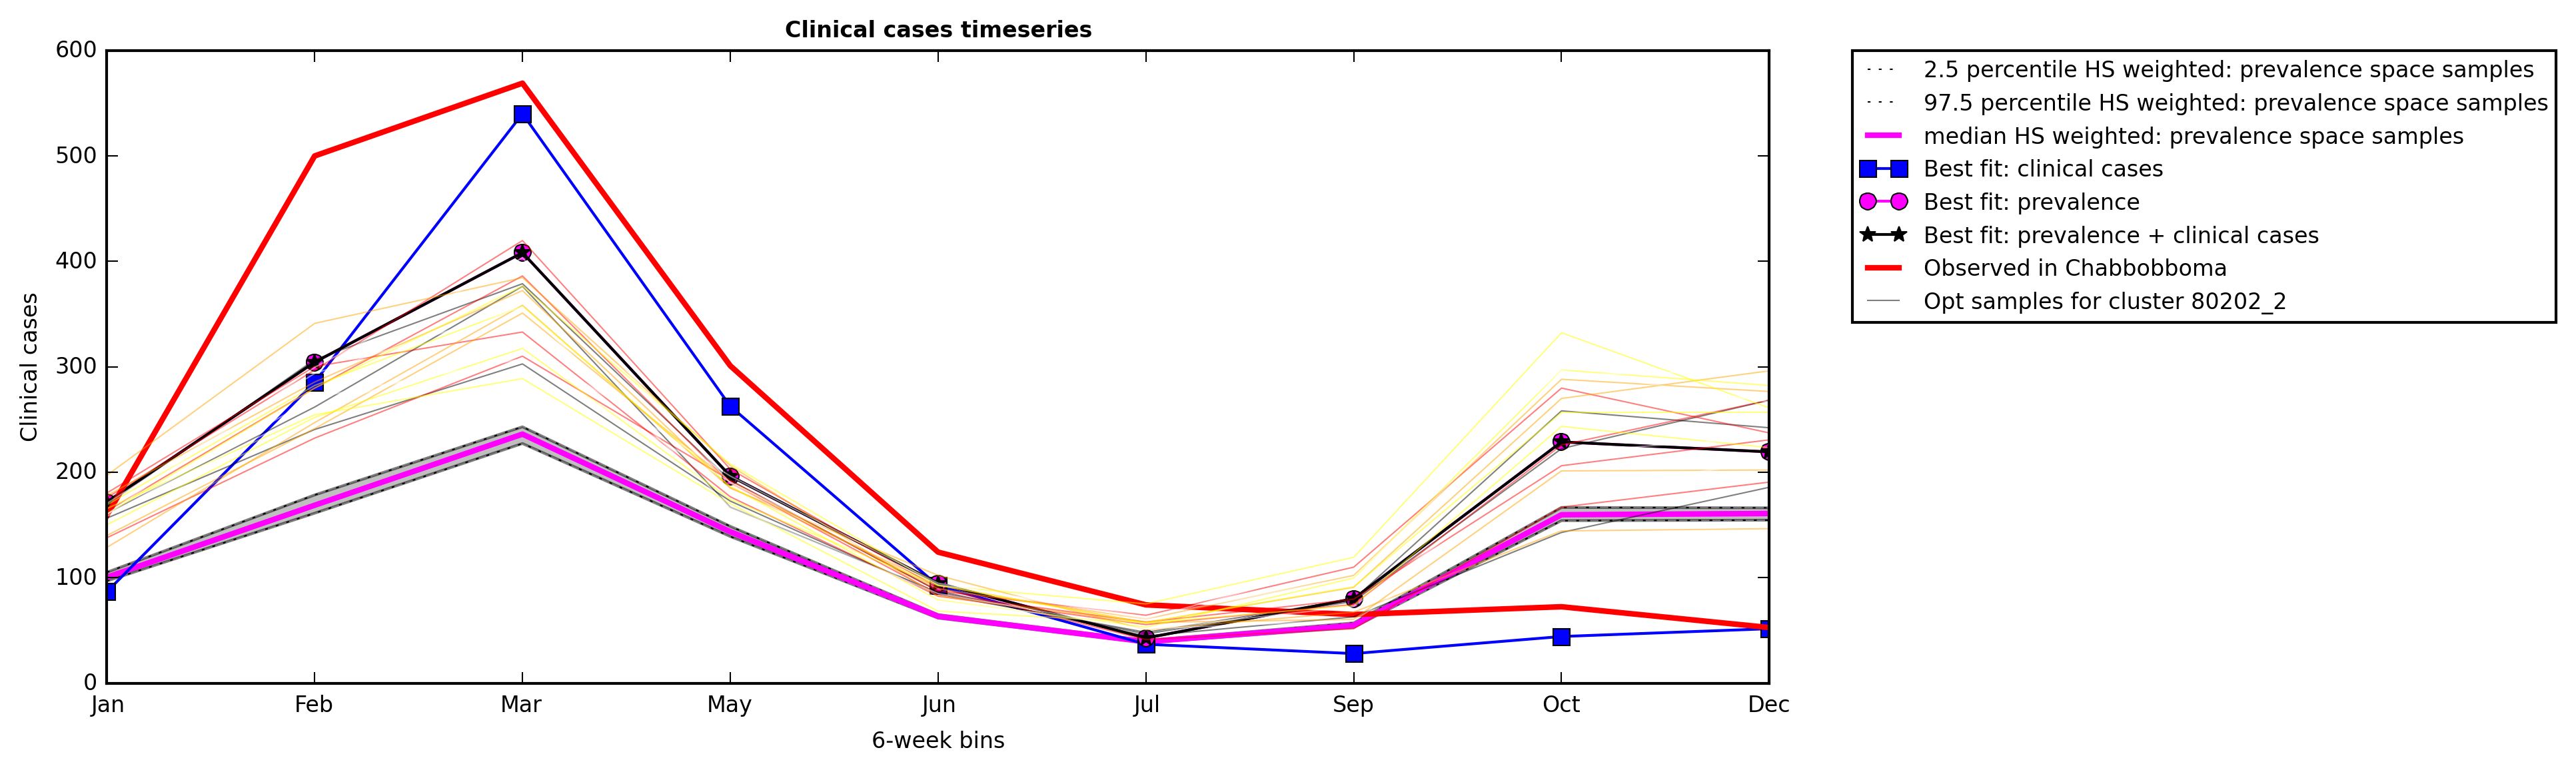 Clinical cases timeseries
600
500
400
300
200
100
0
Clinical cases
Jan Feb Mar May Jun Jul Sep Oct Dec
6-week bins
2.5 percentile HS weighted: prevalence space samples
97.5 percentile HS weighted: prevalence space samples
median HS weighted: prevalence space samples
Best fit: clinical cases
Best fit: prevalence
Best fit: prevalence + clinical cases
Observed in Chabbobboma
Opt samples for cluster 80202_2